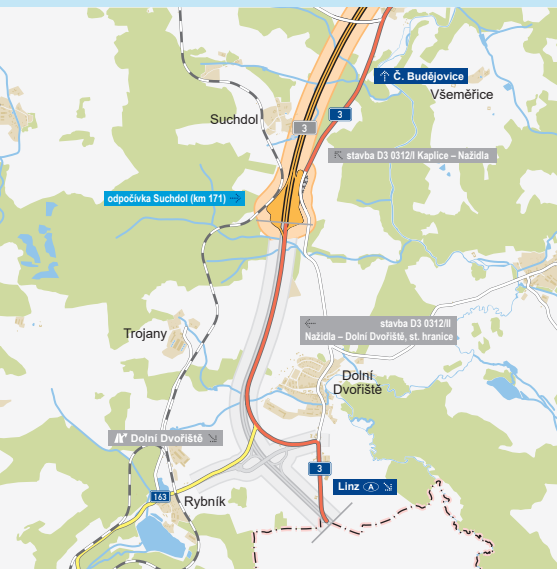 ↑ Č. Budějovice
Všeměřice
Suchdol
3
3
↖ stavba D3 0312/I Kaplice – Nažidla
odpočívka Suchdol (km 171) →
← stavba D3 0312/II
Nažidla – Dolní Dvořiště, st. hranice
Trojany
Dolní
Dvořiště
Dolní Dvořiště ↘
3
Linz (A) ↘
163
Rybník